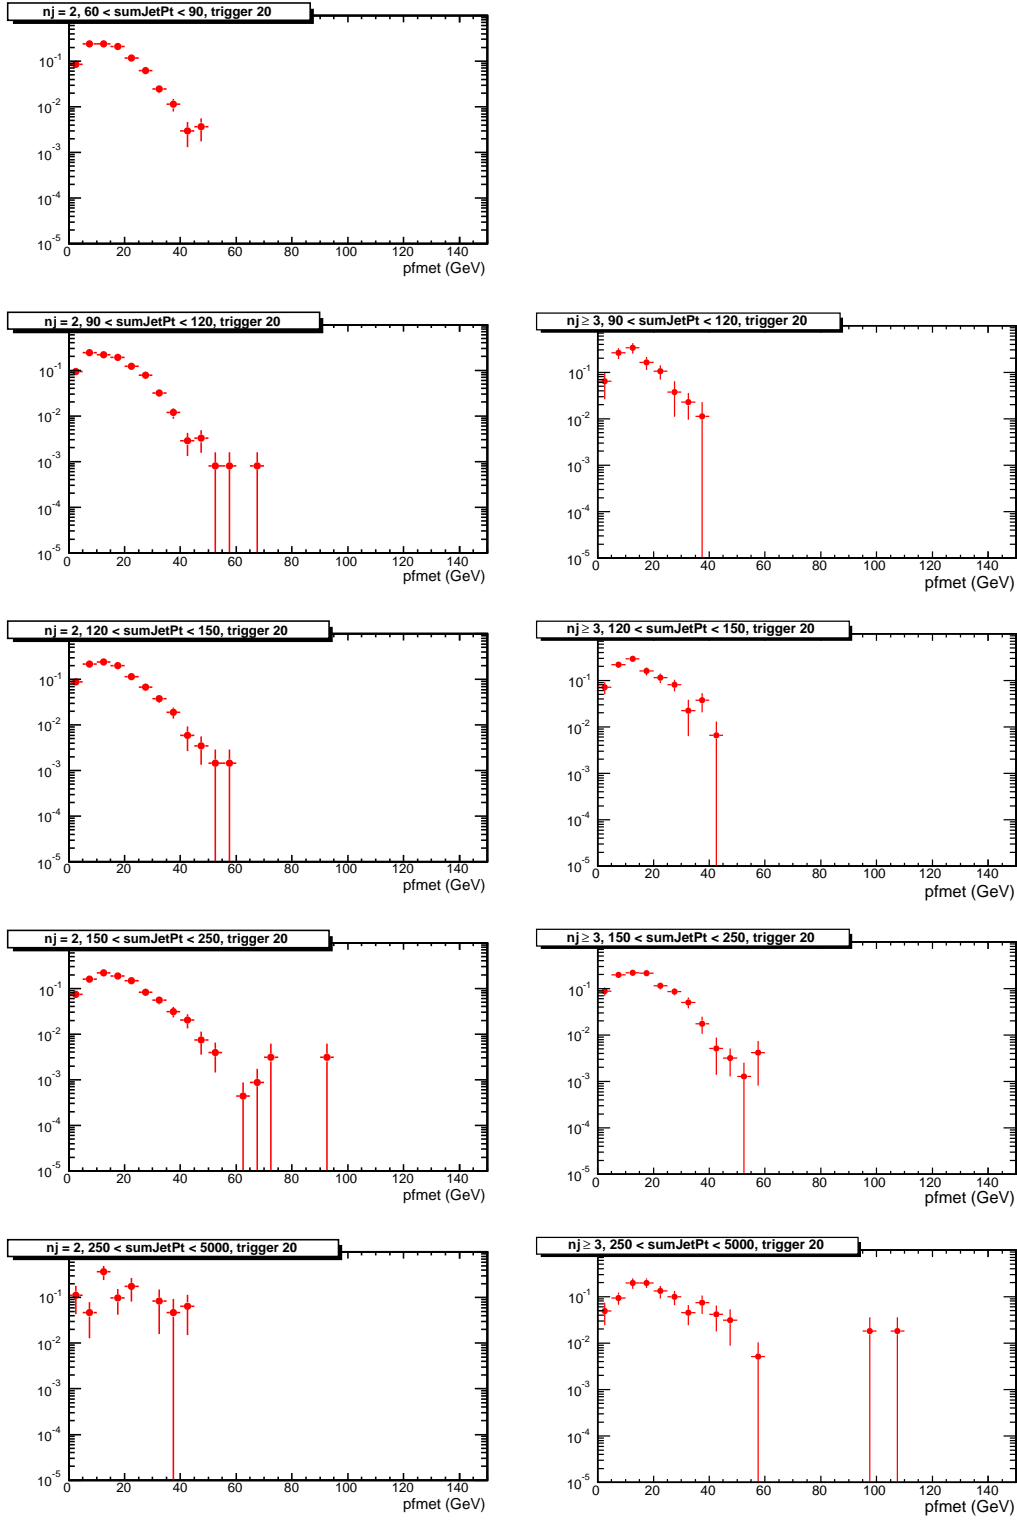 nj = 2, 60 < sumJetPt < 90, trigger 20
10^-1
10^-2
10^-3
10^-4
10^-5
0 20 40 60 80 100 120 140
pfmet (GeV)
nj = 2, 90 < sumJetPt < 120, trigger 20
10^-1
10^-2
10^-3
10^-4
10^-5
0 20 40 60 80 100 120 140
pfmet (GeV)
nj ≥ 3, 90 < sumJetPt < 120, trigger 20
10^-1
10^-2
10^-3
10^-4
10^-5
0 20 40 60 80 100 120 140
pfmet (GeV)
nj = 2, 120 < sumJetPt < 150, trigger 20
10^-1
10^-2
10^-3
10^-4
10^-5
0 20 40 60 80 100 120 140
pfmet (GeV)
nj ≥ 3, 120 < sumJetPt < 150, trigger 20
10^-1
10^-2
10^-3
10^-4
10^-5
0 20 40 60 80 100 120 140
pfmet (GeV)
nj = 2, 150 < sumJetPt < 250, trigger 20
10^-1
10^-2
10^-3
10^-4
10^-5
0 20 40 60 80 100 120 140
pfmet (GeV)
nj ≥ 3, 150 < sumJetPt < 250, trigger 20
10^-1
10^-2
10^-3
10^-4
10^-5
0 20 40 60 80 100 120 140
pfmet (GeV)
nj = 2, 250 < sumJetPt < 5000, trigger 20
10^-1
10^-2
10^-3
10^-4
10^-5
0 20 40 60 80 100 120 140
pfmet (GeV)
nj ≥ 3, 250 < sumJetPt < 5000, trigger 20
10^-1
10^-2
10^-3
10^-4
10^-5
0 20 40 60 80 100 120 140
pfmet (GeV)